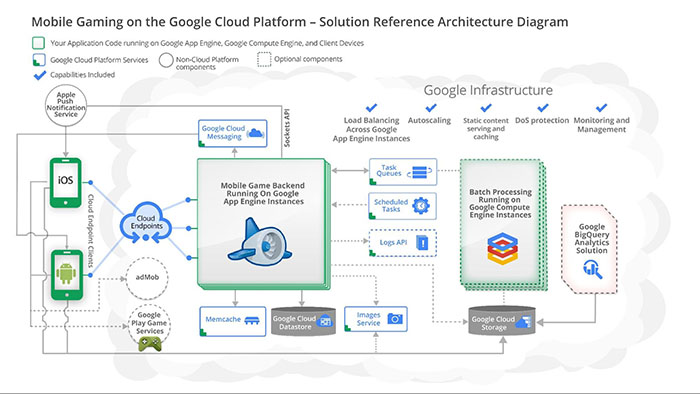 Mobile Gaming on the Google Cloud Platform – Solution Reference Architecture Diagram
Your Application Code running on Google App Engine, Google Compute Engine, and Client Devices
Google Cloud Platform Services
Non-Cloud Platform
components
Optional components
Capabilities Included
Google Infrastructure
Load Balancing
Across Google
App Engine Instances
Autoscaling
Static content
serving and
caching
DoS protection
Monitoring and
Management
Apple
Push
Notification
Service
Google Cloud
Messaging
Sockets API
iOS
Cloud Endpoint Clients
Cloud
Endpoints
Mobile Game Backend
Running On Google
App Engine Instances
Task
Queues
Scheduled
Tasks
Logs API
Batch Processing
Running on
Google Compute
Engine Instances
Google
BigQuery
Analytics
Solution
adMob
Google
Play Game
Services
Memcache
Google Cloud
Datastore
Images
Service
Google Cloud
Storage